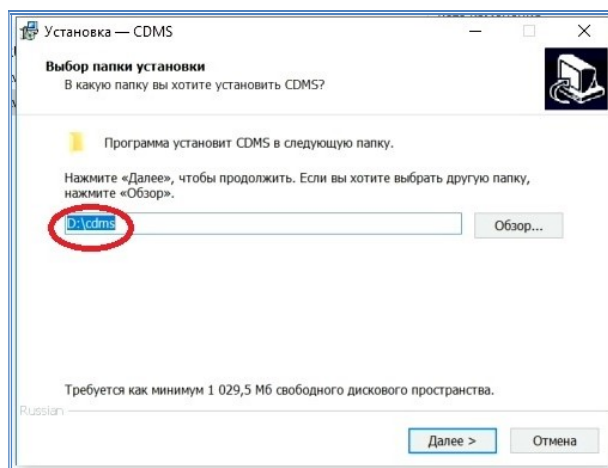 Установка — CDMS
Выбор папки установки
В какую папку вы хотите установить CDMS?
Программа установит CDMS в следующую папку.
Нажмите «Далее», чтобы продолжить. Если вы хотите выбрать другую папку,
нажмите «Обзор».
D:\cdms
Обзор...
Требуется как минимум 1 029,5 Мб свободного дискового пространства.
Russian
Далее >
Отмена